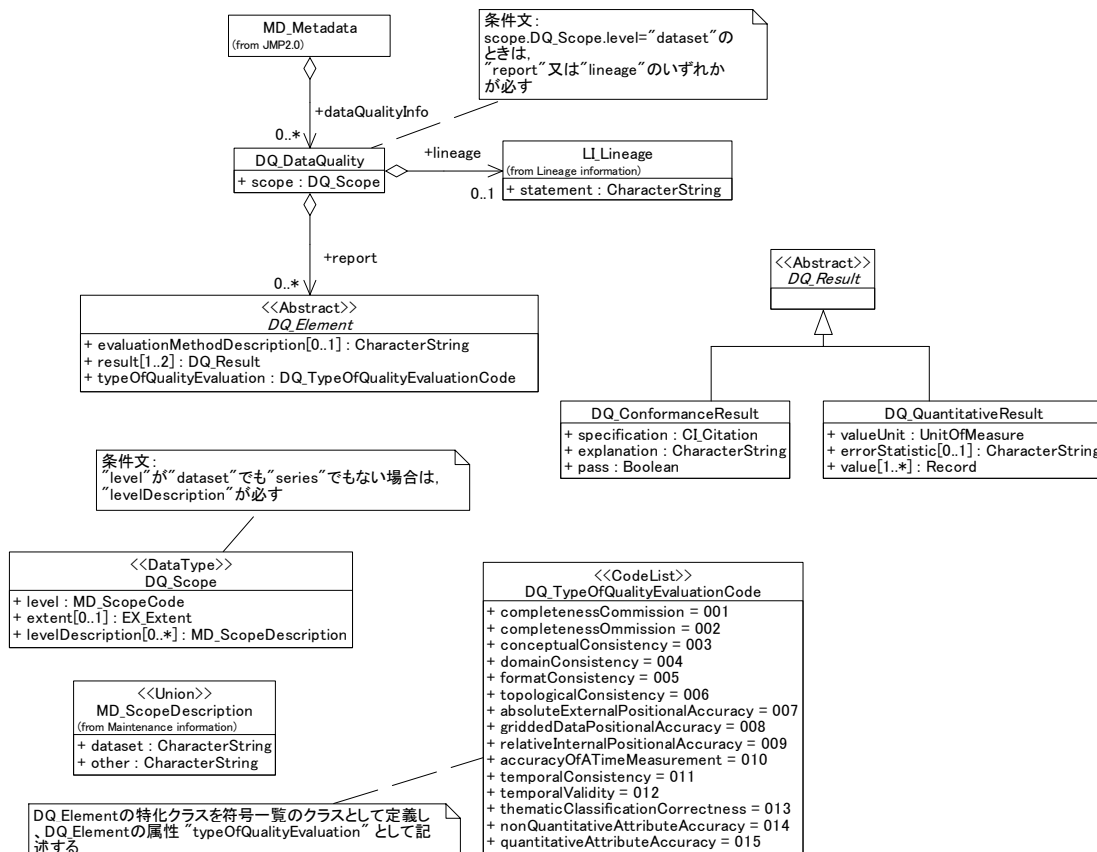 MD_Metadata
(from JMP2.0)
条件文:
scope.DQ_Scope.level="dataset"の
ときは,
"report"又は"lineage"のいずれか
が必す
+dataQualityInfo
0..*
DQ_DataQuality
+ scope : DQ_Scope
+lineage
0..1
LI_Lineage
(from Lineage information)
+ statement : CharacterString
+report
0..*
<<Abstract>>
DQ_Element
+ evaluationMethodDescription[0..1] : CharacterString
+ result[1..2] : DQ_Result
+ typeOfQualityEvaluation : DQ_TypeOfQualityEvaluationCode
<<Abstract>>
DQ_Result
DQ_ConformanceResult
+ specification : CI_Citation
+ explanation : CharacterString
+ pass : Boolean
DQ_QuantitativeResult
+ valueUnit : UnitOfMeasure
+ errorStatistic[0..1] : CharacterString
+ value[1..*] : Record
条件文:
"level"が"dataset"でも"series"でもない場合は,
"levelDescription"が必す
<<DataType>>
DQ_Scope
+ level : MD_ScopeCode
+ extent[0..1] : EX_Extent
+ levelDescription[0..*] : MD_ScopeDescription
<<Union>>
MD_ScopeDescription
(from Maintenance information)
+ dataset : CharacterString
+ other : CharacterString
<<CodeList>>
DQ_TypeOfQualityEvaluationCode
+ completenessCommission = 001
+ completenessOmmission = 002
+ conceptualConsistency = 003
+ domainConsistency = 004
+ formatConsistency = 005
+ topologicalConsistency = 006
+ absoluteExternalPositionalAccuracy = 007
+ griddedDataPositionalAccuracy = 008
+ relativeInternalPositionalAccuracy = 009
+ accuracyOfATimeMeasurement = 010
+ temporalConsistency = 011
+ temporalValidity = 012
+ thematicClassificationCorrectness = 013
+ nonQuantitativeAttributeAccuracy = 014
+ quantitativeAttributeAccuracy = 015
DQ_Elementの特化クラスを符号一覧のクラスとして定義し
、DQ_Elementの属性 "typeOfQualityEvaluation" として記
述する